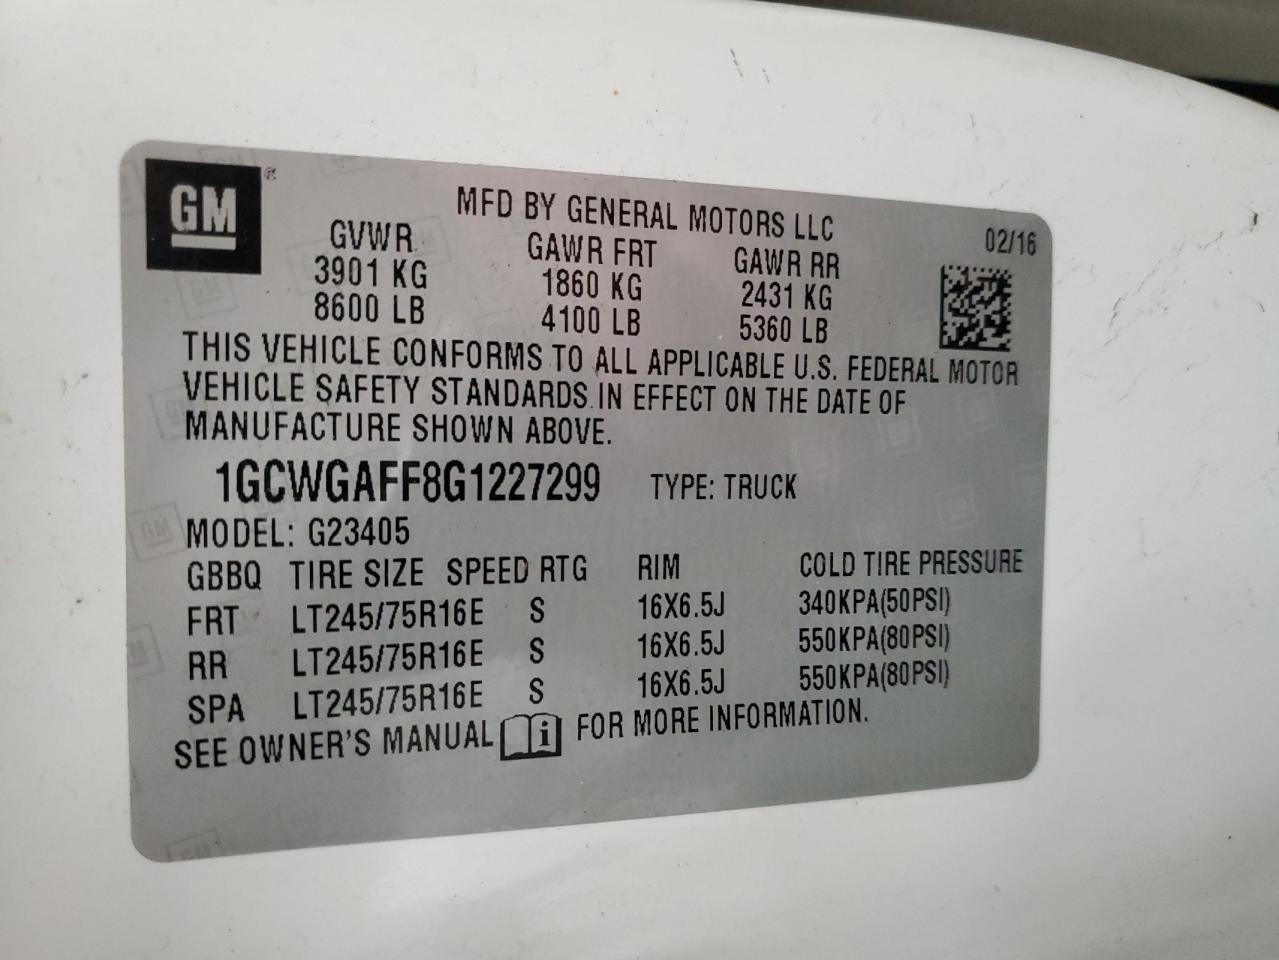 GM ®
MFD BY GENERAL MOTORS LLC
02/16
GVWR GAWR FRT GAWR RR
3901 KG 1860 KG 2431 KG
8600 LB 4100 LB 5360 LB
THIS VEHICLE CONFORMS TO ALL APPLICABLE U.S. FEDERAL MOTOR
VEHICLE SAFETY STANDARDS IN EFFECT ON THE DATE OF
MANUFACTURE SHOWN ABOVE.
1GCWGAFF8G1227299 TYPE: TRUCK
MODEL: G23405
GBBQ TIRE SIZE SPEED RTG RIM COLD TIRE PRESSURE
FRT LT245/75R16E S 16X6.5J 340KPA(50PSI)
RR LT245/75R16E S 16X6.5J 550KPA(80PSI)
SPA LT245/75R16E S 16X6.5J 550KPA(80PSI)
SEE OWNER'S MANUAL i FOR MORE INFORMATION.